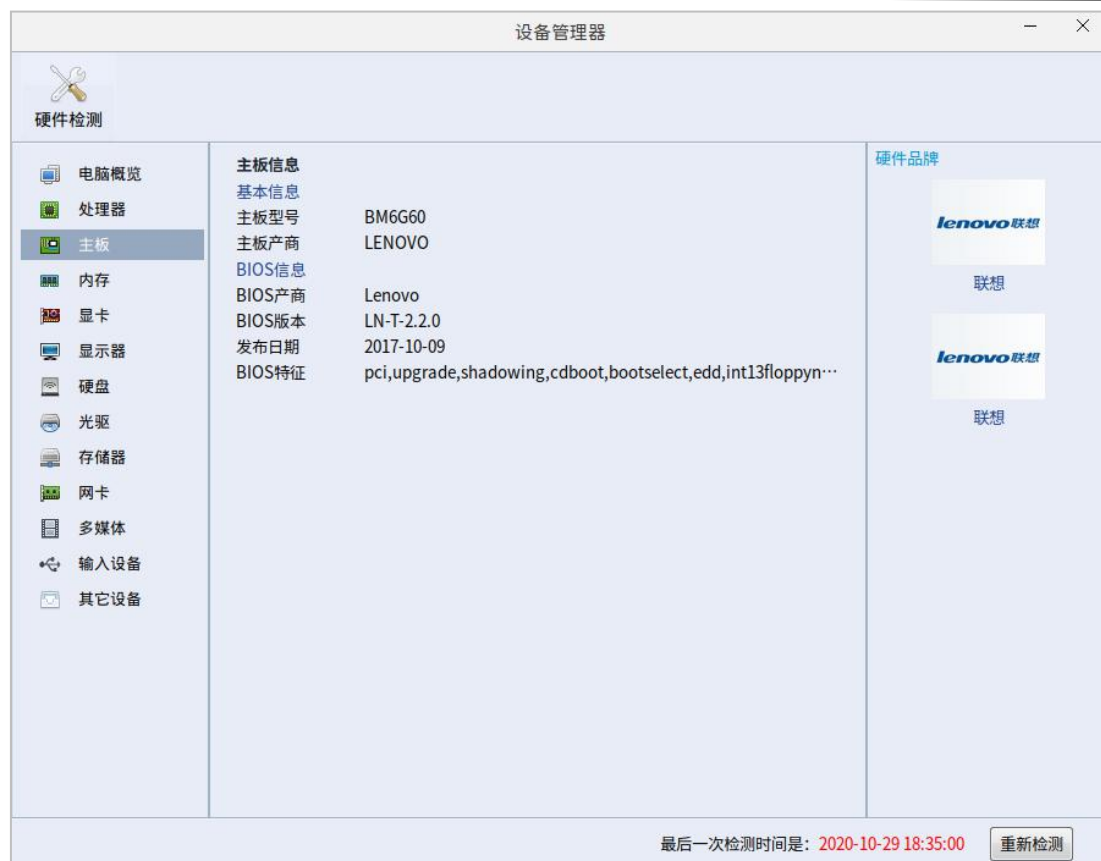 设备管理器
硬件检测
电脑概览
处理器
主板
内存
显卡
显示器
硬盘
光驱
存储器
网卡
多媒体
输入设备
其它设备
主板信息
基本信息
主板型号 BM6G60
主板产商 LENOVO
BIOS信息
BIOS产商 Lenovo
BIOS版本 LN-T-2.2.0
发布日期 2017-10-09
BIOS特征 pci,upgrade,shadowing,cdboot,bootselect,edd,int13floppyn…
硬件品牌
lenovo联想
联想
lenovo联想
联想
最后一次检测时间是：2020-10-29 18:35:00 重新检测